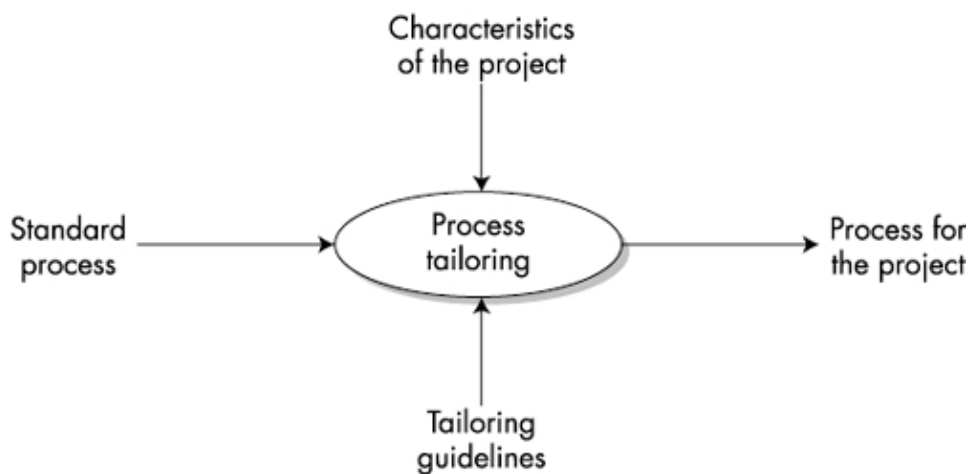 Characteristics
of the project
Standard
process
Process
tailoring
Process for
the project
Tailoring
guidelines